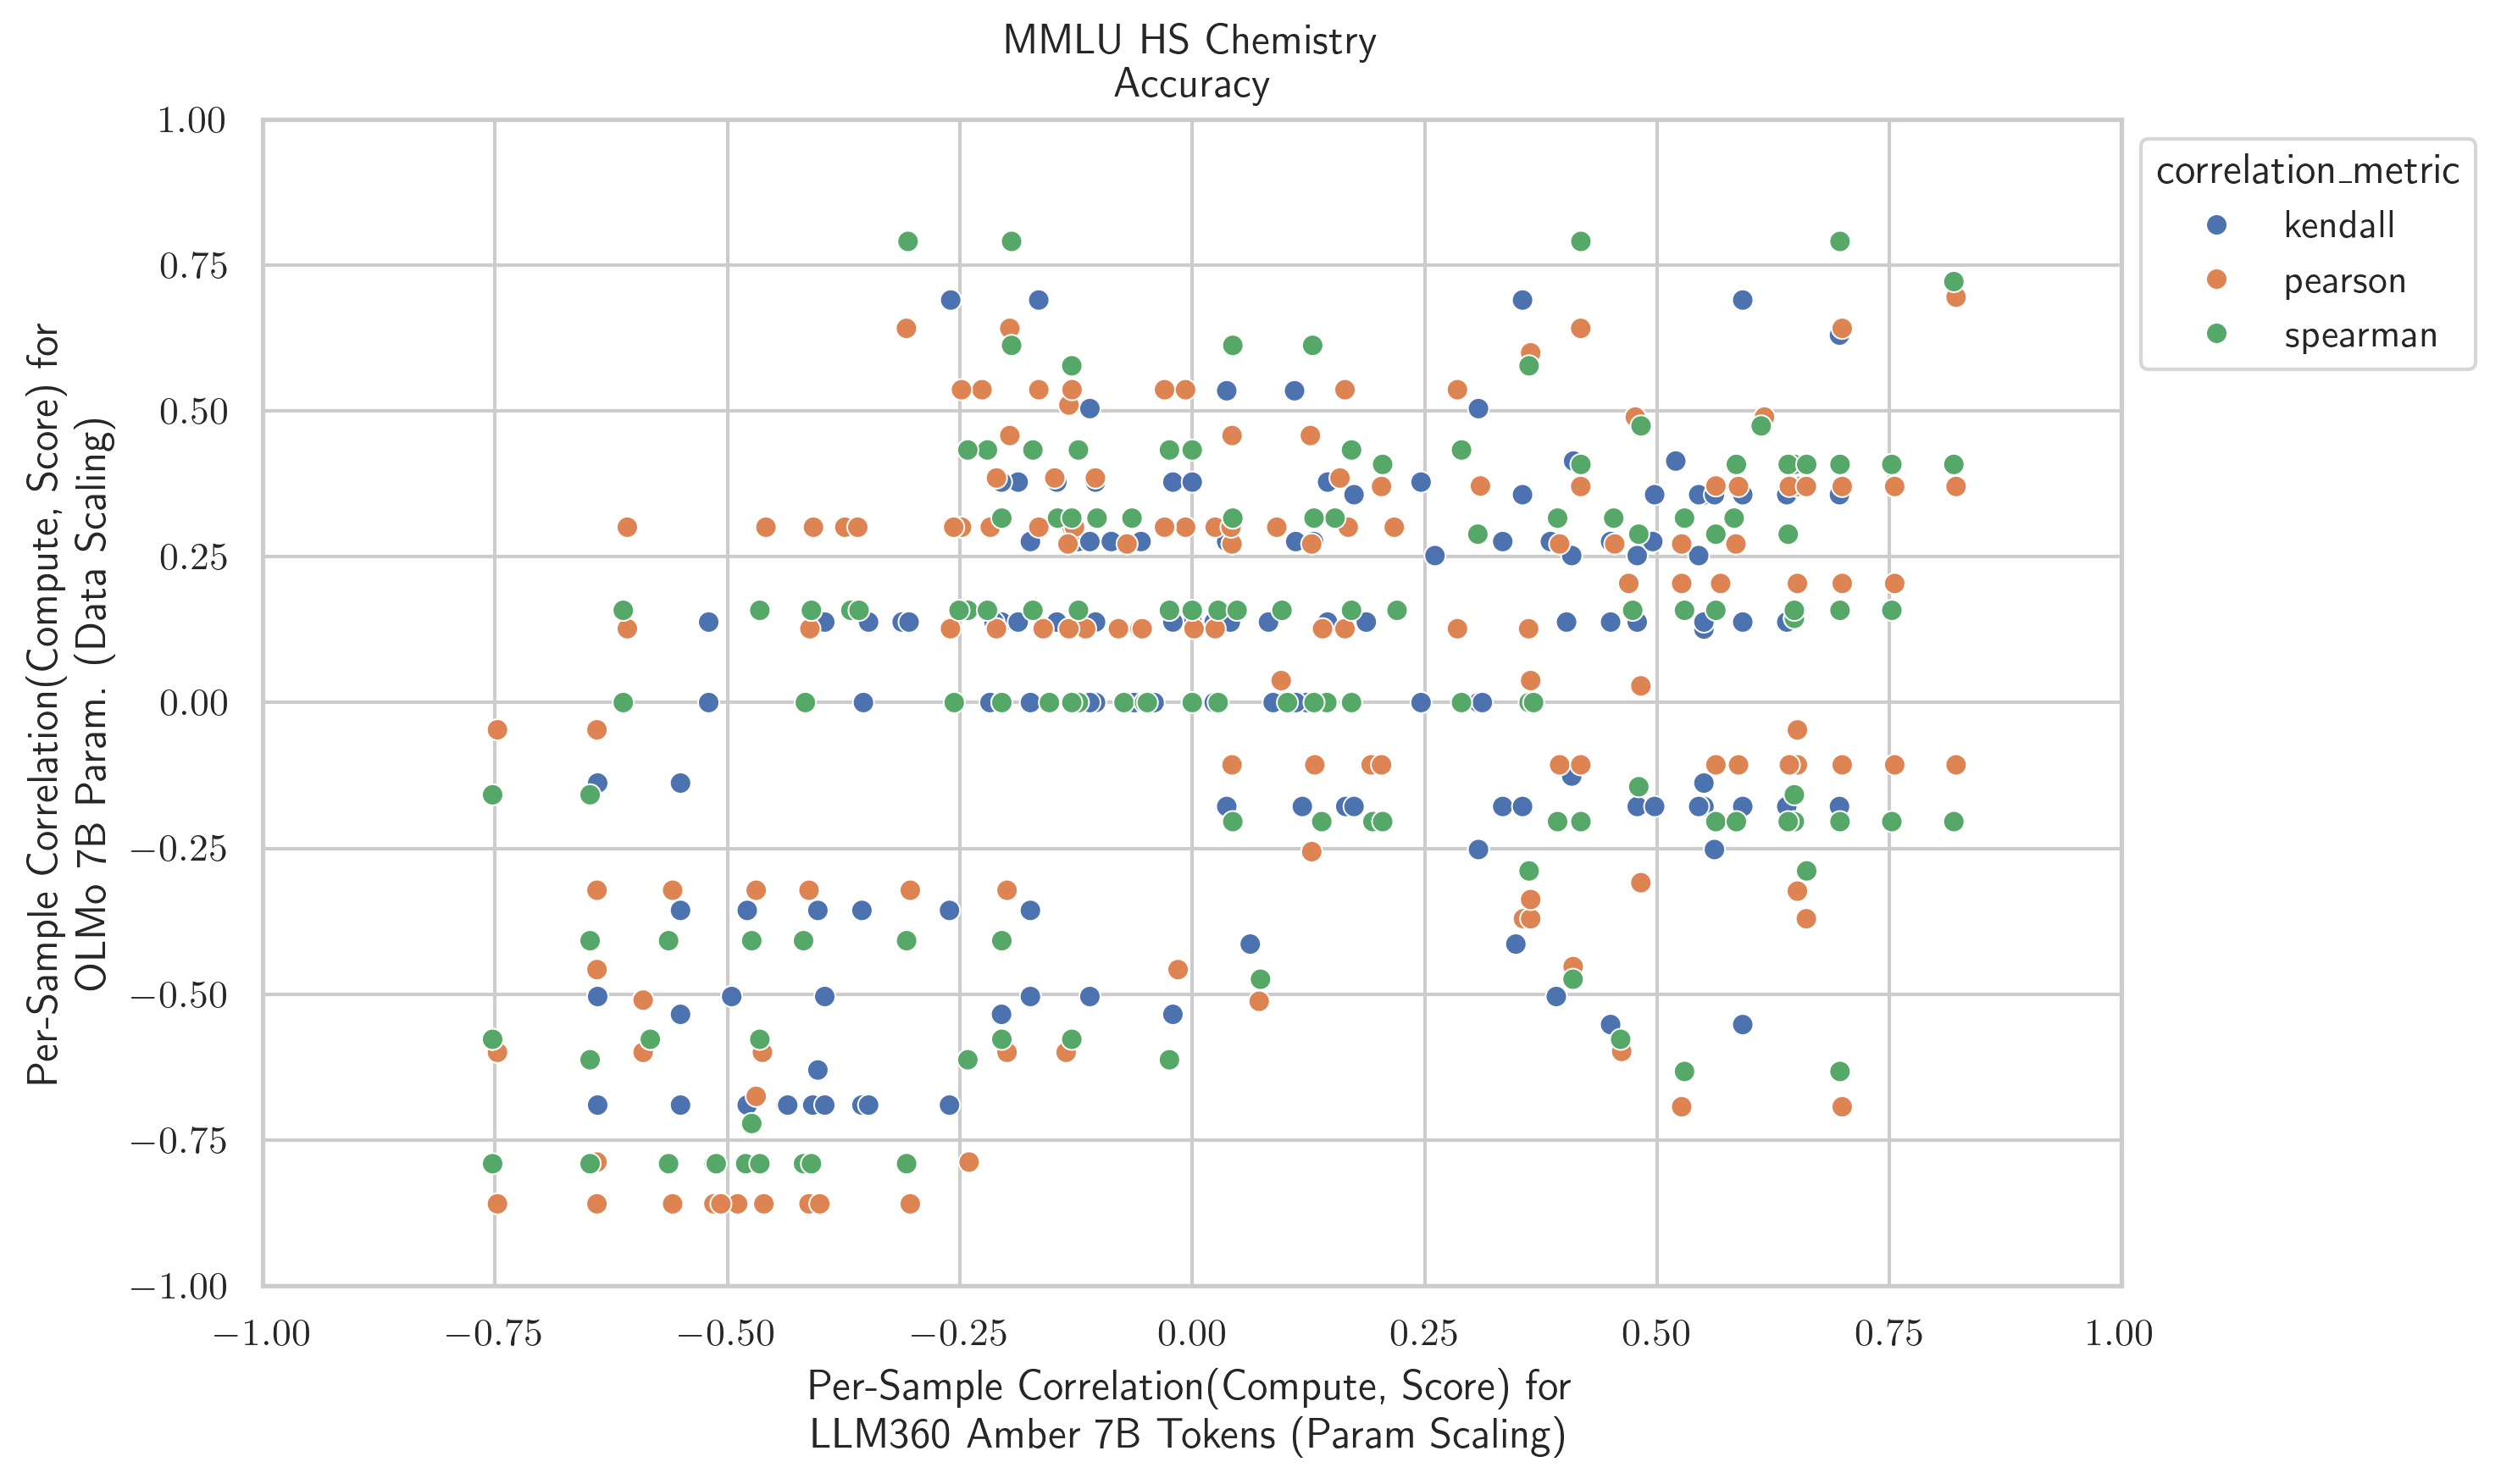 MMLU HS Chemistry
Accuracy
Per-Sample Correlation(Compute, Score) for
OLMo 7B Param. (Data Scaling)
1.00
0.75
0.50
0.25
0.00
−0.25
−0.50
−0.75
−1.00
−1.00
−0.75
−0.50
−0.25
0.00
0.25
0.50
0.75
1.00
Per-Sample Correlation(Compute, Score) for
LLM360 Amber 7B Tokens (Param Scaling)
correlation_metric
kendall
pearson
spearman